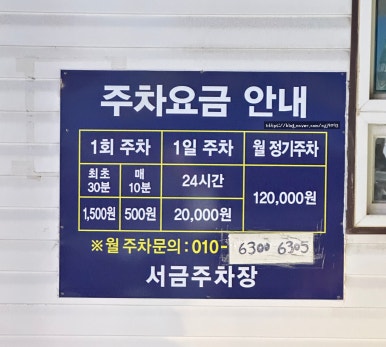 주차요금 안내
1회 주차 1일 주차 월 정기주차
최초 30분 매 10분 24시간 120,000원
1,500원 500원 20,000원
※월 주차문의 : 010- 6300 6305
서금주차장